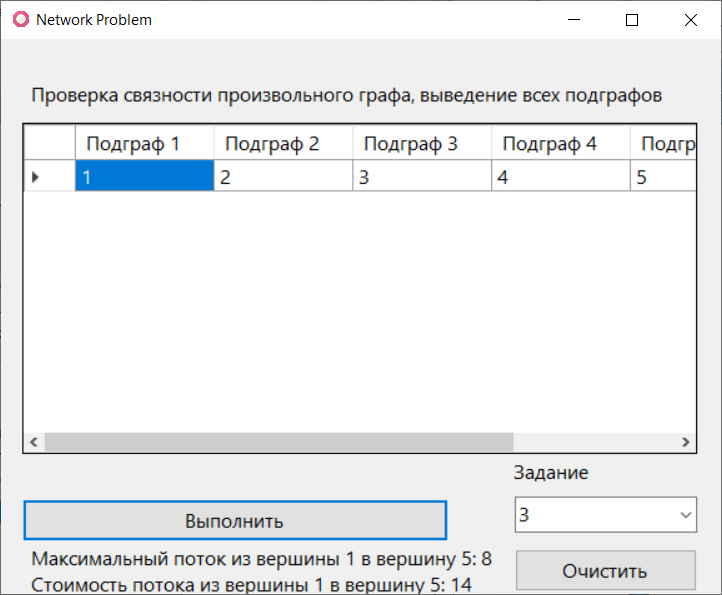 Network Problem
Проверка связности произвольного графа, выведение всех подграфов
Подграф 1 Подграф 2 Подграф 3 Подграф 4 Подгр
1 2 3 4 5
Задание
Выполнить 3
Максимальный поток из вершины 1 в вершину 5: 8
Очистить
Стоимость потока из вершины 1 в вершину 5: 14